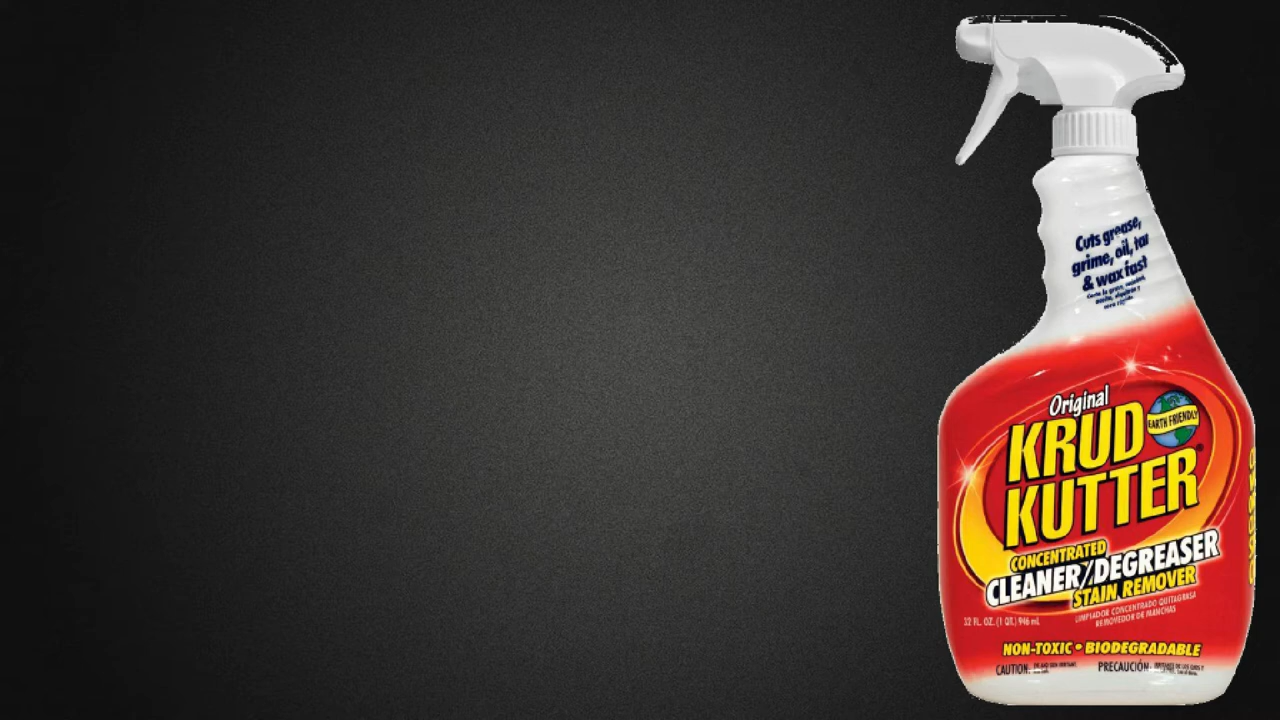 Cuts grease,
grime, oil, tar
& wax fast
Original
KRUD
EARTH FRIENDLY
KUTTER
CONCENTRATED
CLEANER/DEGREASER
STAIN REMOVER
LIMPIADOR CONCENTRADO QUITAGRASA
REMOVEDOR DE MANCHAS
32 FL. OZ. (1 QT.) 946 ml.
NON-TOXIC • BIODEGRADABLE
CAUTION:
PRECAUCIÓN: